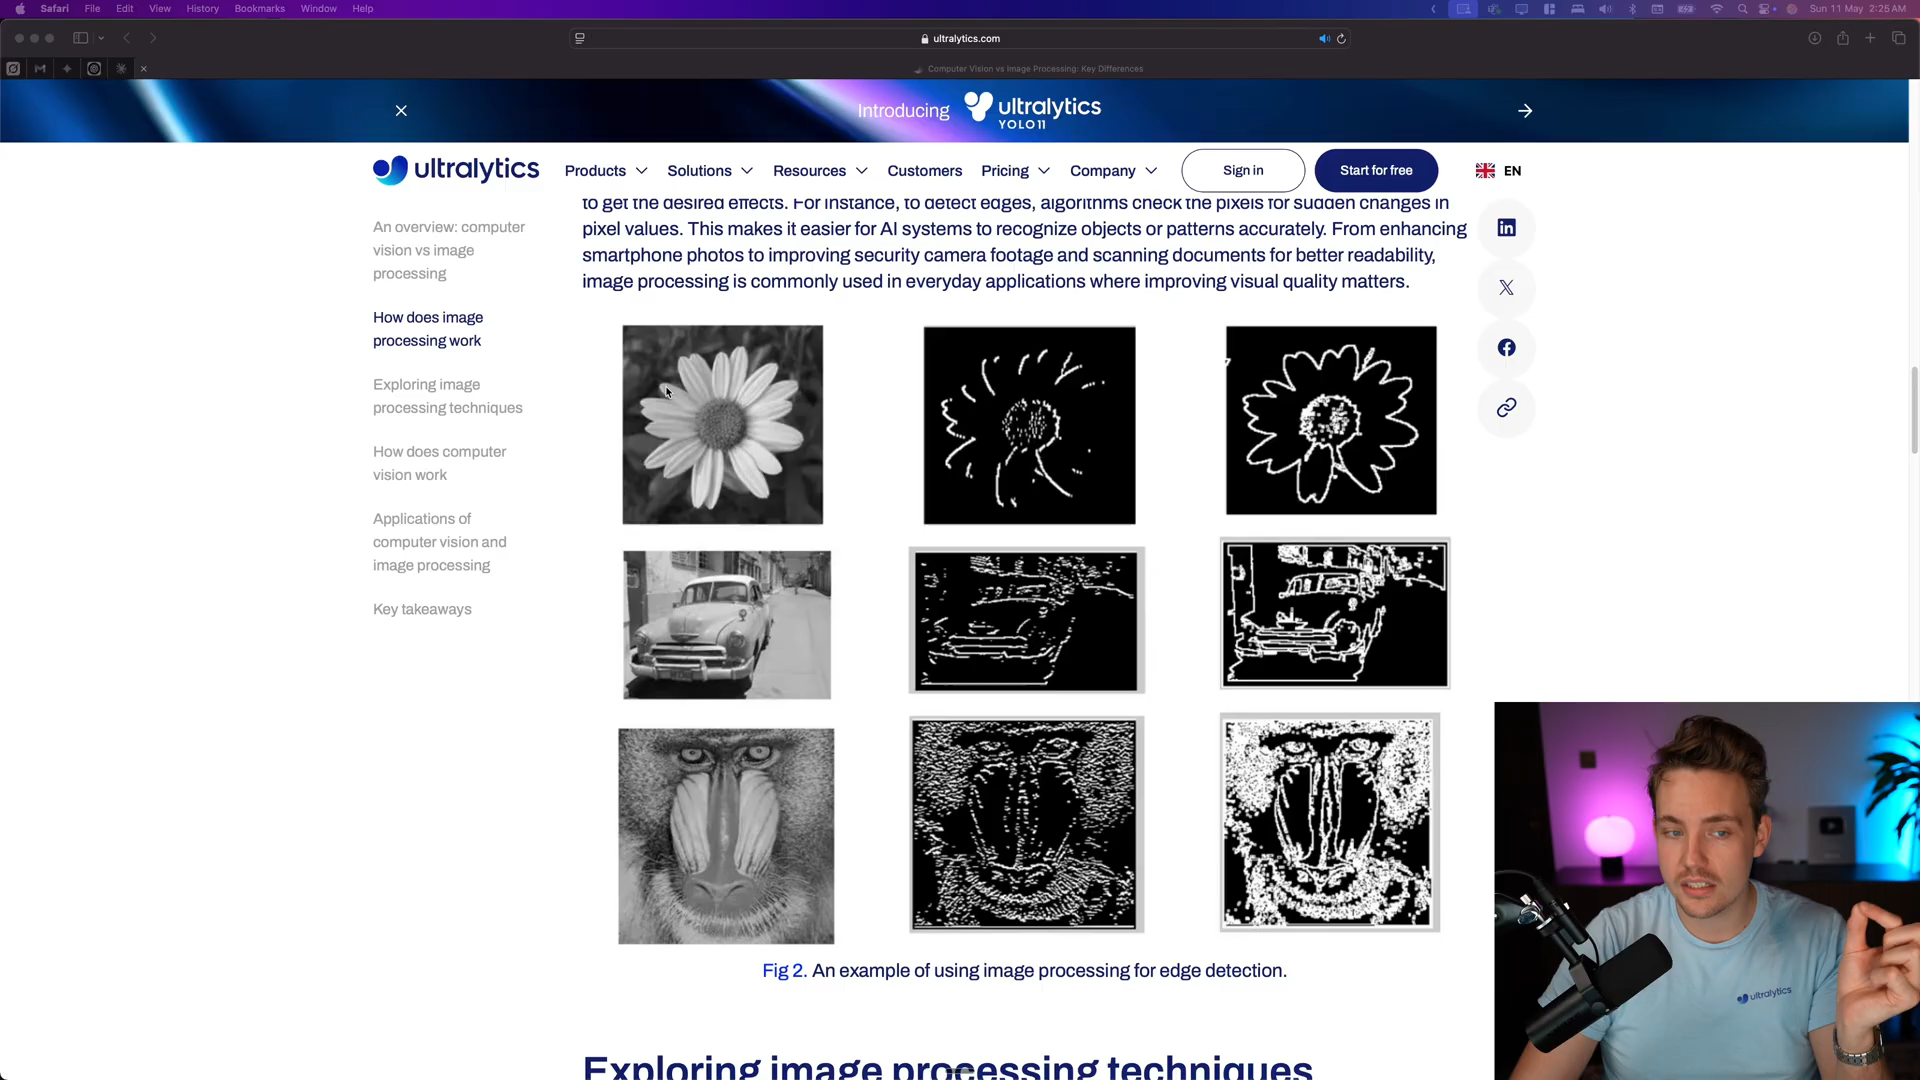 Safari File Edit View History Bookmarks Window Help
Sun 11 May 2:25 AM
ultralytics.com
Computer Vision vs Image Processing: Key Differences
Introducing ultralytics
YOLO11
ultralytics Products Solutions Resources Customers Pricing Company Sign in Start for free EN
An overview: computer
vision vs image
processing
How does image
processing work
Exploring image
processing techniques
How does computer
vision work
Applications of
computer vision and
image processing
Key takeaways
to get the desired effects. For instance, to detect edges, algorithms check the pixels for sudden changes in
pixel values. This makes it easier for AI systems to recognize objects or patterns accurately. From enhancing
smartphone photos to improving security camera footage and scanning documents for better readability,
image processing is commonly used in everyday applications where improving visual quality matters.
Fig 2. An example of using image processing for edge detection.
Exploring image processing techniques
ultralytics